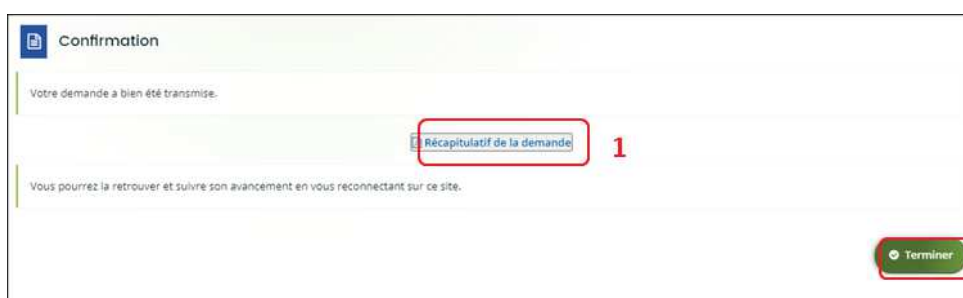 Confirmation
Votre demande a bien été transmise.
Récapitulatif de la demande
1
Vous pourrez la retrouver et suivre son avancement en vous reconnectant sur ce site.
Terminer